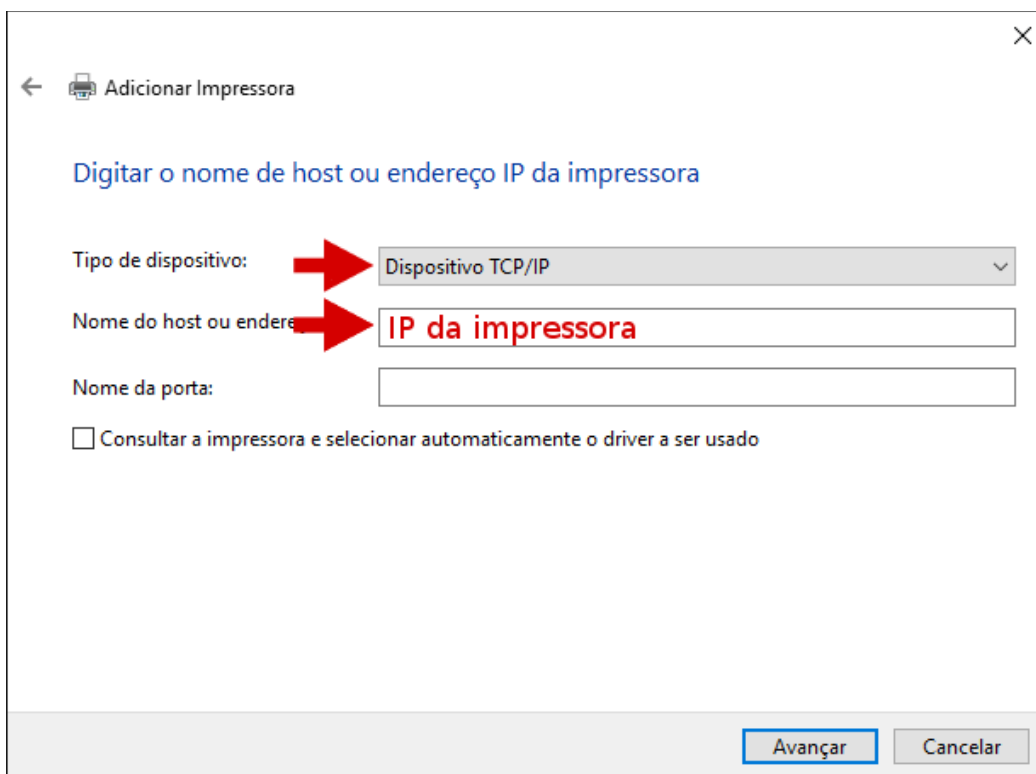 Adicionar Impressora
Digitar o nome de host ou endereço IP da impressora
Tipo de dispositivo: Dispositivo TCP/IP
Nome do host ou endere IP da impressora
Nome da porta:
Consultar a impressora e selecionar automaticamente o driver a ser usado
Avançar Cancelar